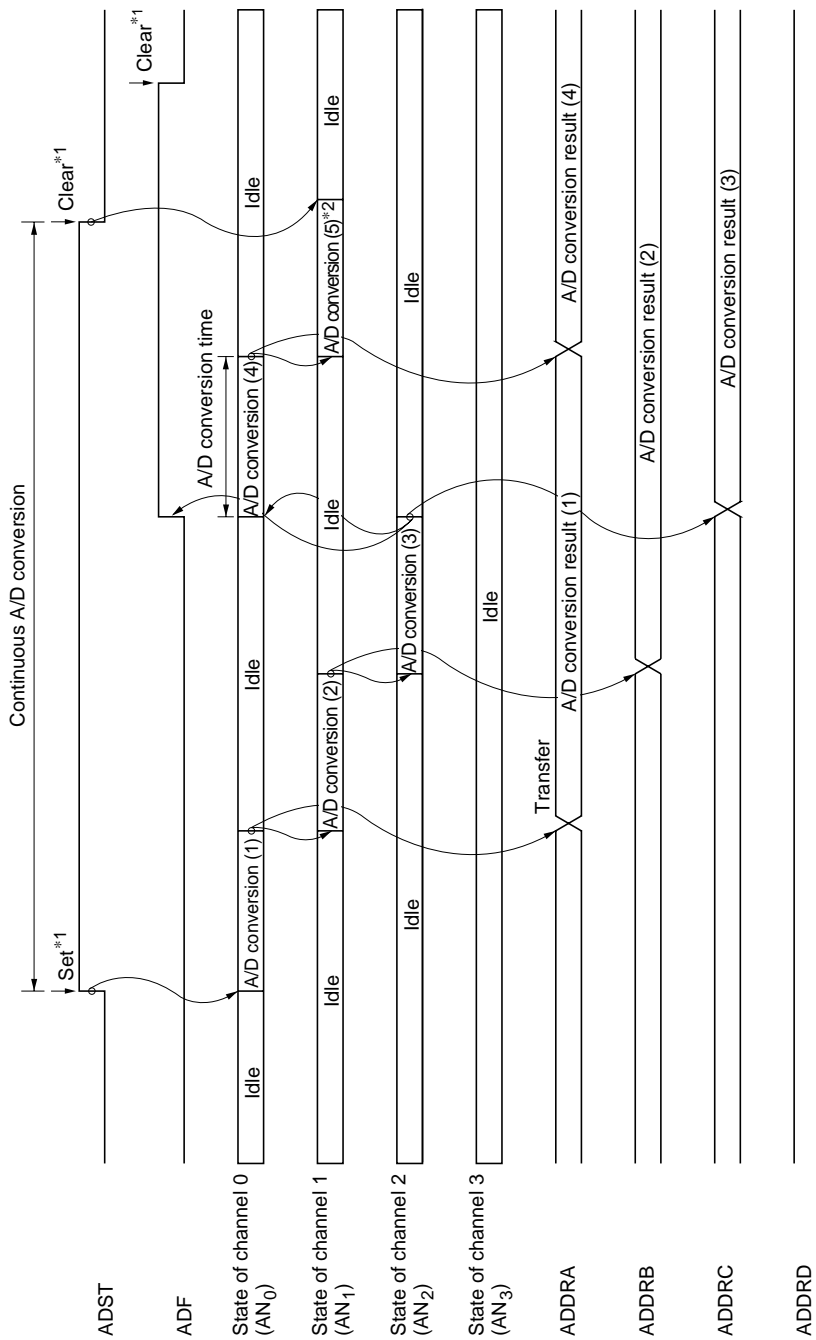 Continuous A/D conversion
Set*1
Clear*1
ADST
Clear*1
ADF
A/D conversion time
State of channel 0
(AN0)
Idle
A/D conversion (1)
Idle
A/D conversion (4)
Idle
State of channel 1
(AN1)
Idle
A/D conversion (2)
Idle
A/D conversion (5)*2
Idle
State of channel 2
(AN2)
Idle
A/D conversion (3)
Idle
State of channel 3
(AN3)
Idle
Transfer
ADDRA
A/D conversion result (1)
A/D conversion result (4)
ADDRB
A/D conversion result (2)
ADDRC
A/D conversion result (3)
ADDRD